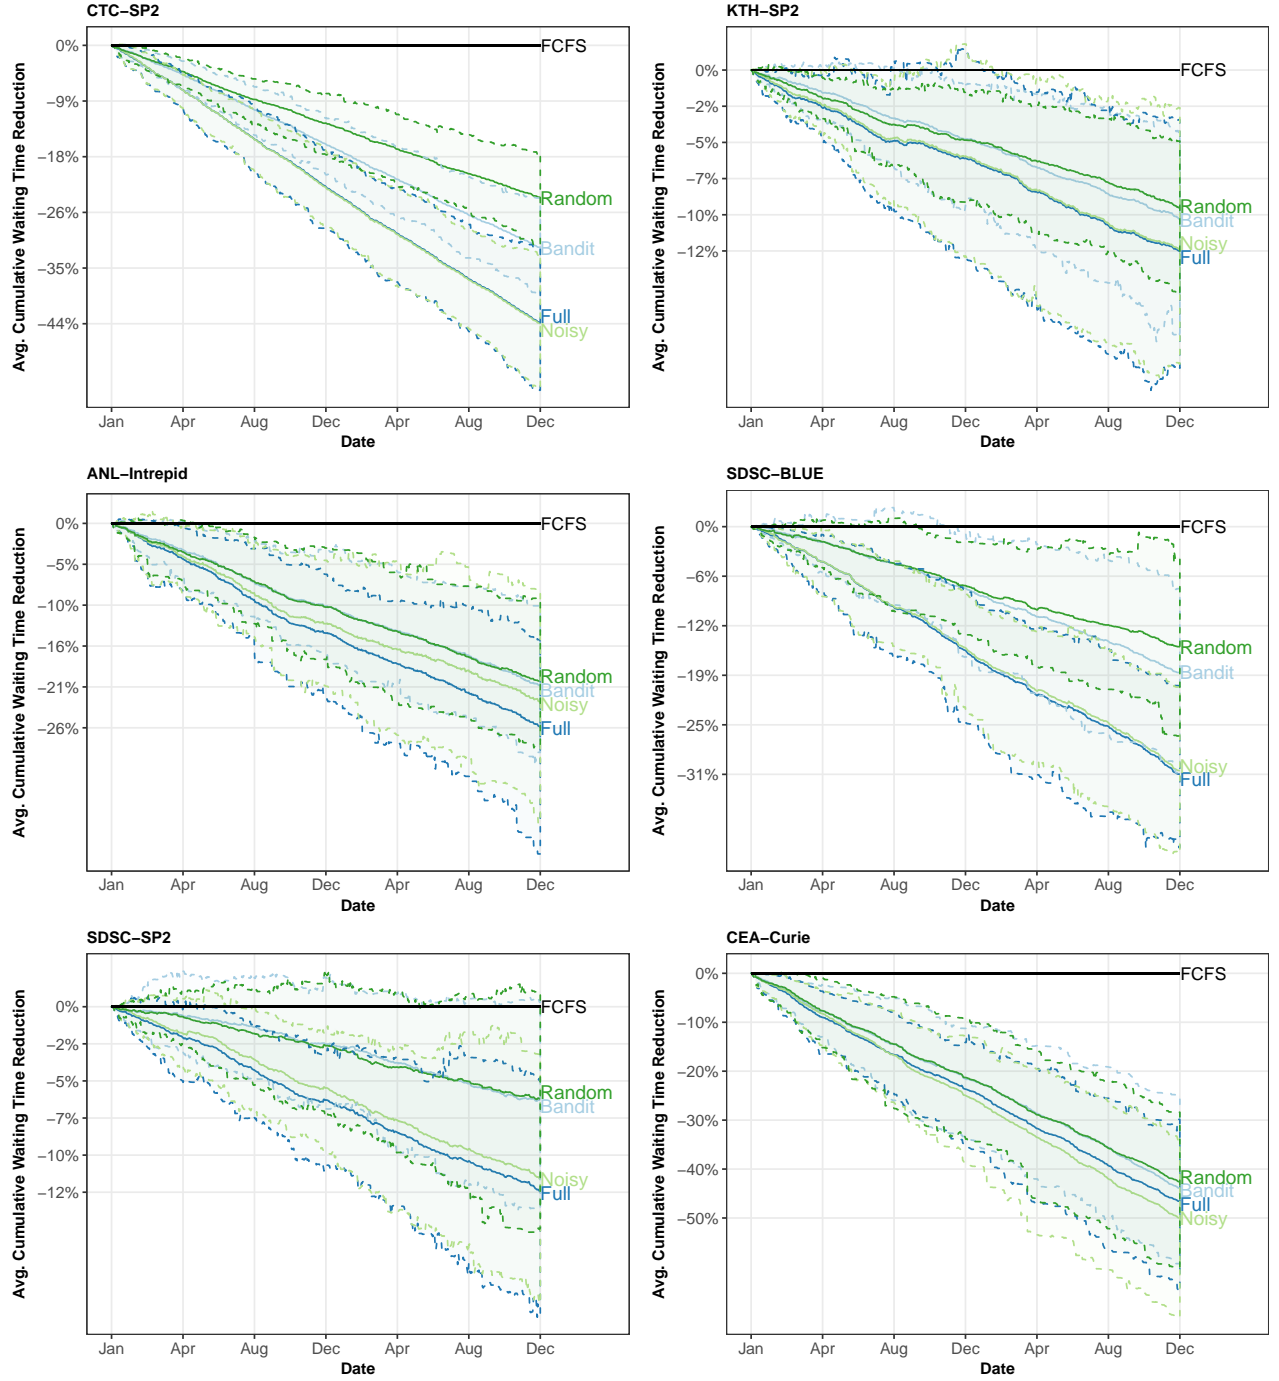 CTC−SP2
Avg. Cumulative Waiting Time Reduction
0%
−9%
−18%
−26%
−35%
−44%
FCFS
Random
Bandit
Full
Noisy
Jan Apr Aug Dec Apr Aug Dec
Date
KTH−SP2
Avg. Cumulative Waiting Time Reduction
0%
−2%
−5%
−7%
−10%
−12%
FCFS
Random
Bandit
Noisy
Full
Jan Apr Aug Dec Apr Aug Dec
Date
ANL−Intrepid
Avg. Cumulative Waiting Time Reduction
0%
−5%
−10%
−16%
−21%
−26%
FCFS
Random
Bandit
Noisy
Full
Jan Apr Aug Dec Apr Aug Dec
Date
SDSC−BLUE
Avg. Cumulative Waiting Time Reduction
0%
−6%
−12%
−19%
−25%
−31%
FCFS
Random
Bandit
Noisy
Full
Jan Apr Aug Dec Apr Aug Dec
Date
SDSC−SP2
Avg. Cumulative Waiting Time Reduction
0%
−2%
−5%
−7%
−10%
−12%
FCFS
Random
Bandit
Noisy
Full
Jan Apr Aug Dec Apr Aug Dec
Date
CEA−Curie
Avg. Cumulative Waiting Time Reduction
0%
−10%
−20%
−30%
−40%
−50%
FCFS
Random
Bandit
Full
Noisy
Jan Apr Aug Dec Apr Aug Dec
Date